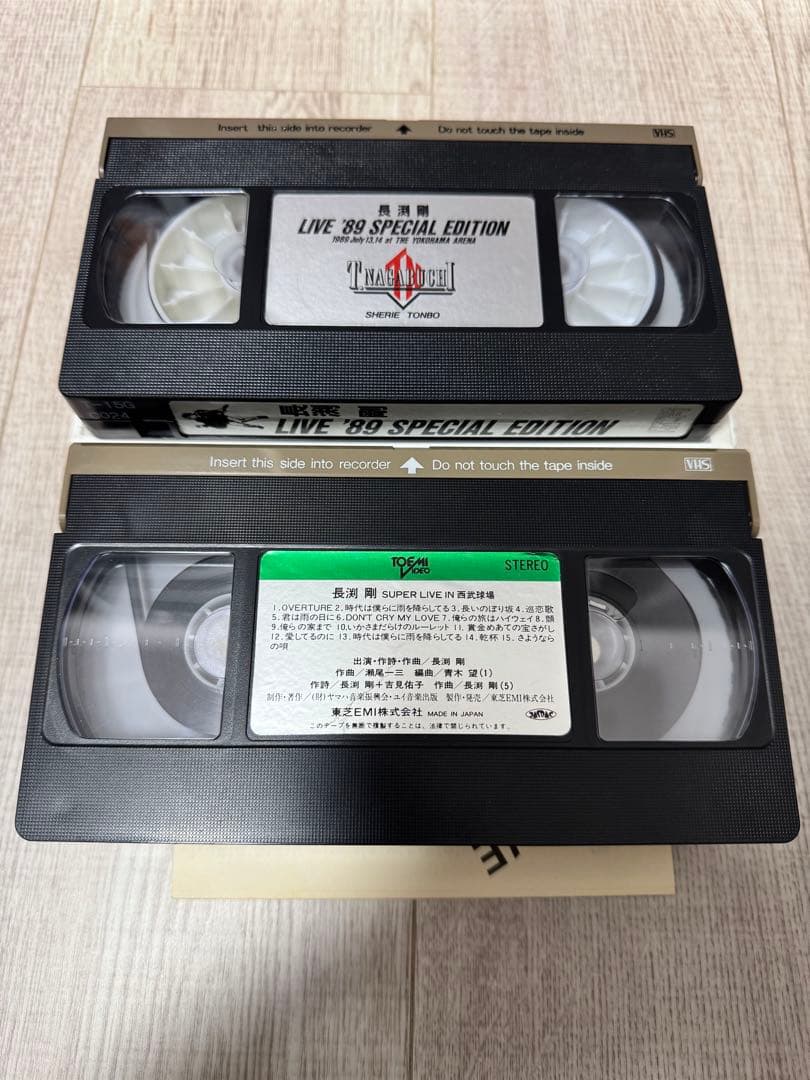 Insert this side into recorder Do not touch the tape inside VHS
長渕剛
LIVE '89 SPECIAL EDITION
1989 July 13,14 at THE YOKOHAMA ARENA
T.NAGABUCHI
SHERIE TONBO
長渕剛
LIVE '89 SPECIAL EDITION
Insert this side into recorder Do not touch the tape inside VHS
TOEMI VIDEO
STEREO
長渕 剛 SUPER LIVE IN 西武球場
1.OVERTURE 2.時代は僕らに雨を降らしてる 3.長いのぼり坂 4.巡恋歌
5.君は雨の日に 6.DON'T CRY MY LOVE 7.俺らの旅はハイウェイ 8.顔
9.俺らの家まで 10.いかさまだらけのルーレット 11.賞金めあての宝さがし
12.愛してるのに 13.時代は僕らに雨を降らしてる 14.乾杯 15.さようなら
の唄
出演・作詩・作曲/長渕 剛
作曲/瀬尾一三 編曲/青木 望(1)
作詩/長渕 剛+吉見佑子 作曲/長渕 剛(5)
制作・著作/(財)ヤマハ音楽振興会・ユイ音楽出版 製作・発売/東芝EMI株式会社
東芝EMI株式会社 MADE IN JAPAN
このテープを無断で複製することは、法律で禁じられています。